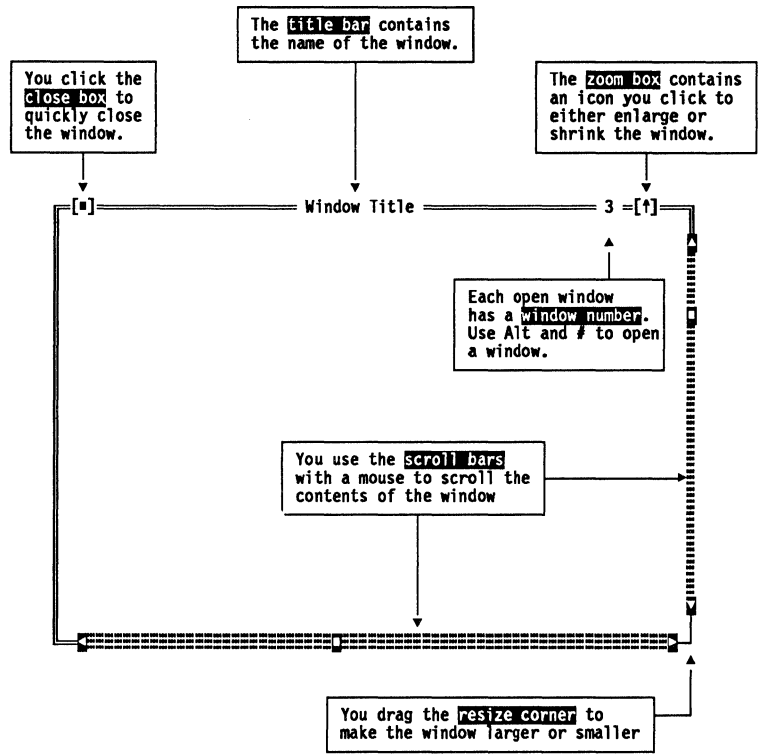 The title bar contains
the name of the window.
You click the
close box to
quickly close
the window.
The zoom box contains
an icon you click to
either enlarge or
shrink the window.
[■] Window Title 3 [↑]
Each open window
has a window number.
Use Alt and # to open
a window.
You use the scroll bars
with a mouse to scroll the
contents of the window
You drag the resize corner to
make the window larger or smaller